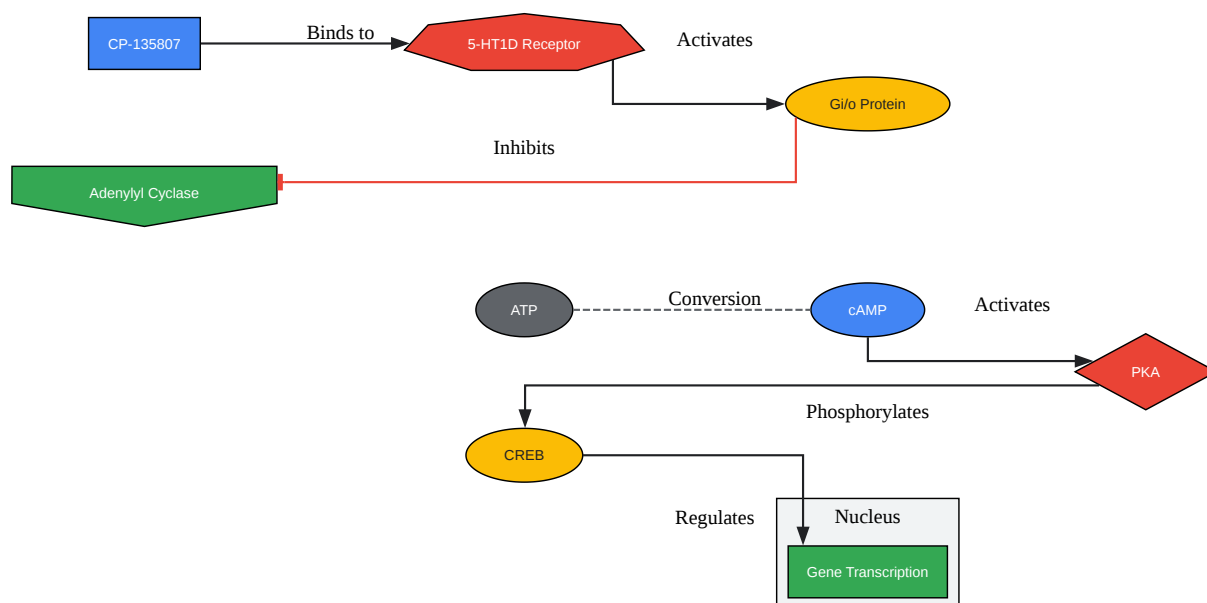 CP-135807
Binds to
5-HT1D Receptor
Activates
Gi/o Protein
Inhibits
Adenylyl Cyclase
ATP
Conversion
cAMP
Activates
PKA
Phosphorylates
CREB
Regulates
Nucleus
Gene Transcription